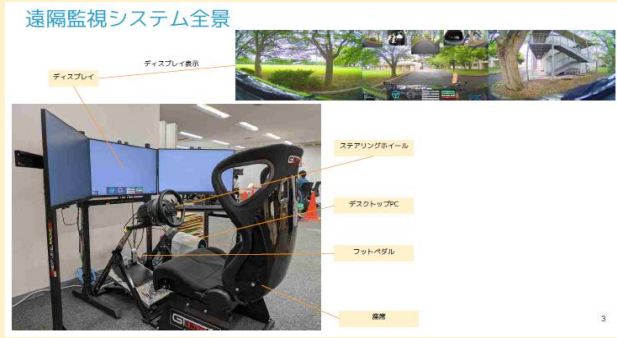 遠隔監視システム全景
ディスプレイ表示
ディスプレイ
ステアリングホイール
デスクトップPC
フットペダル
座席
3